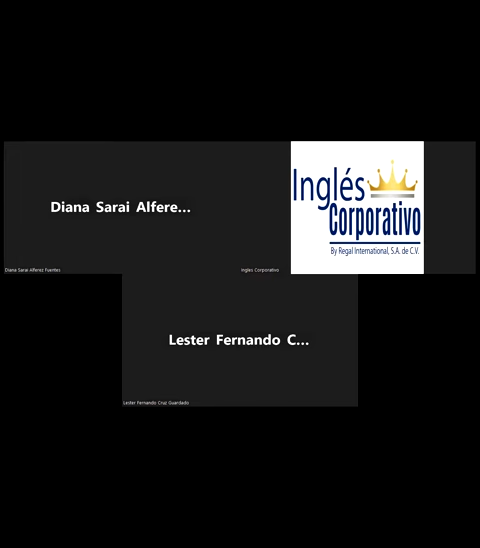 Diana Sarai Alfere...
Diana Sarai Alferez Fuentes
Inglés
Corporativo
By Regal International, S.A. de C.V.
Inglés Corporativo
Lester Fernando C...
Lester Fernando Cruz Guardado